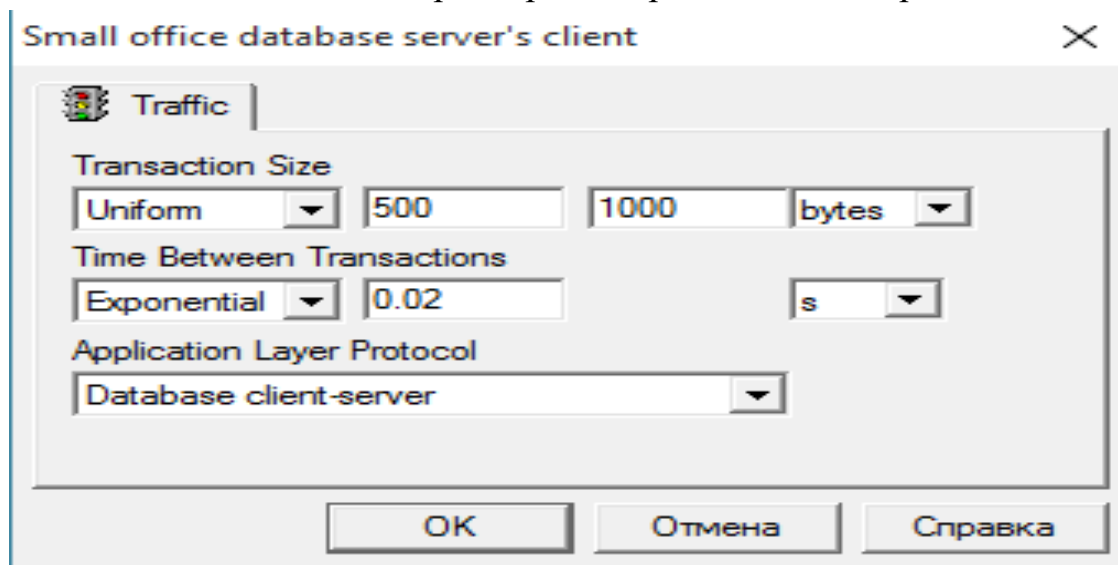 Small office database server's client
Traffic
Transaction Size
Uniform 500 1000 bytes
Time Between Transactions
Exponential 0.02 s
Application Layer Protocol
Database client-server
OK Отмена Справка